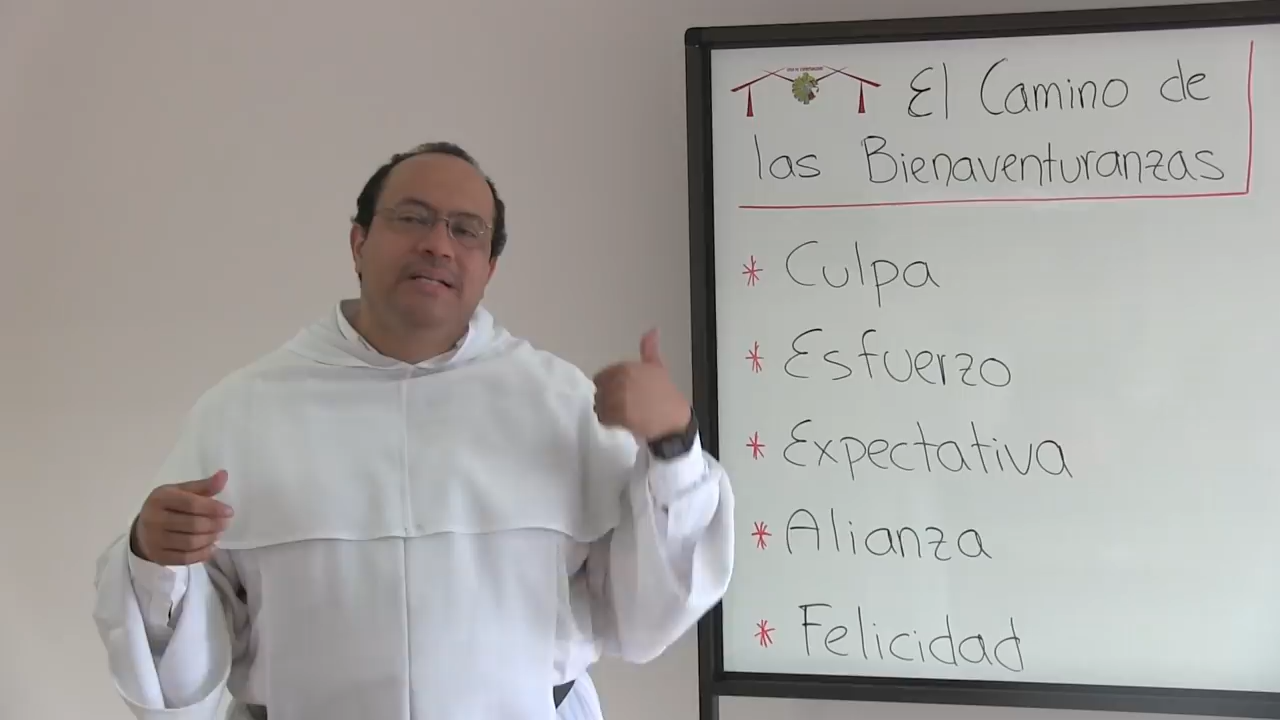 El Camino de
las Bienaventuranzas
* Culpa
* Esfuerzo
* Expectativa
* Alianza
* Felicidad